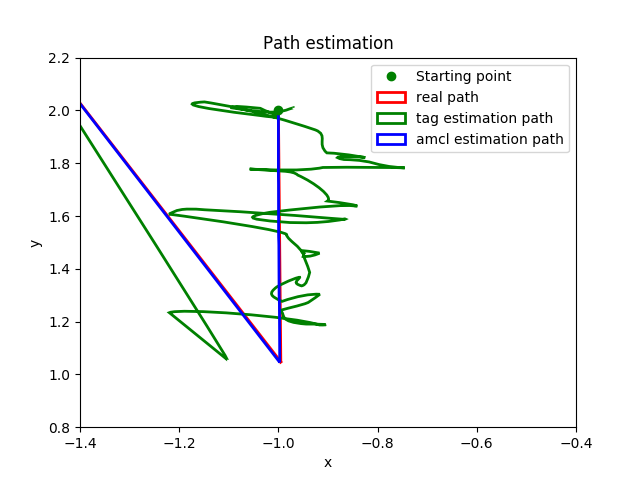 Path estimation
Starting point
real path
tag estimation path
amcl estimation path
2.2
2.0
1.8
1.6
1.4
1.2
1.0
0.8
y
−1.4 −1.2 −1.0 −0.8 −0.6 −0.4
x